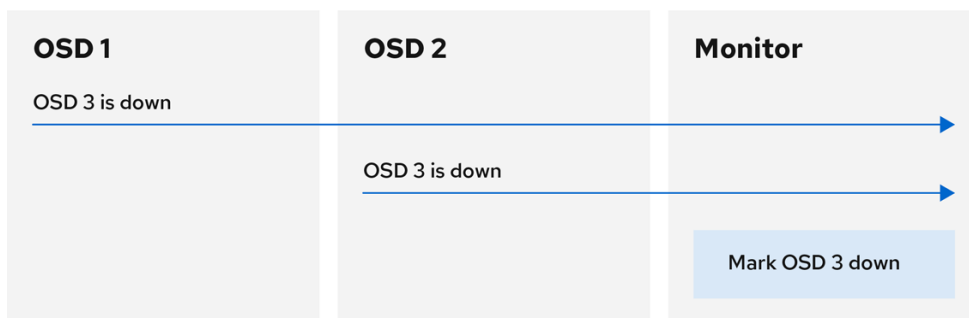 OSD 1
OSD 2
Monitor
OSD 3 is down
OSD 3 is down
Mark OSD 3 down